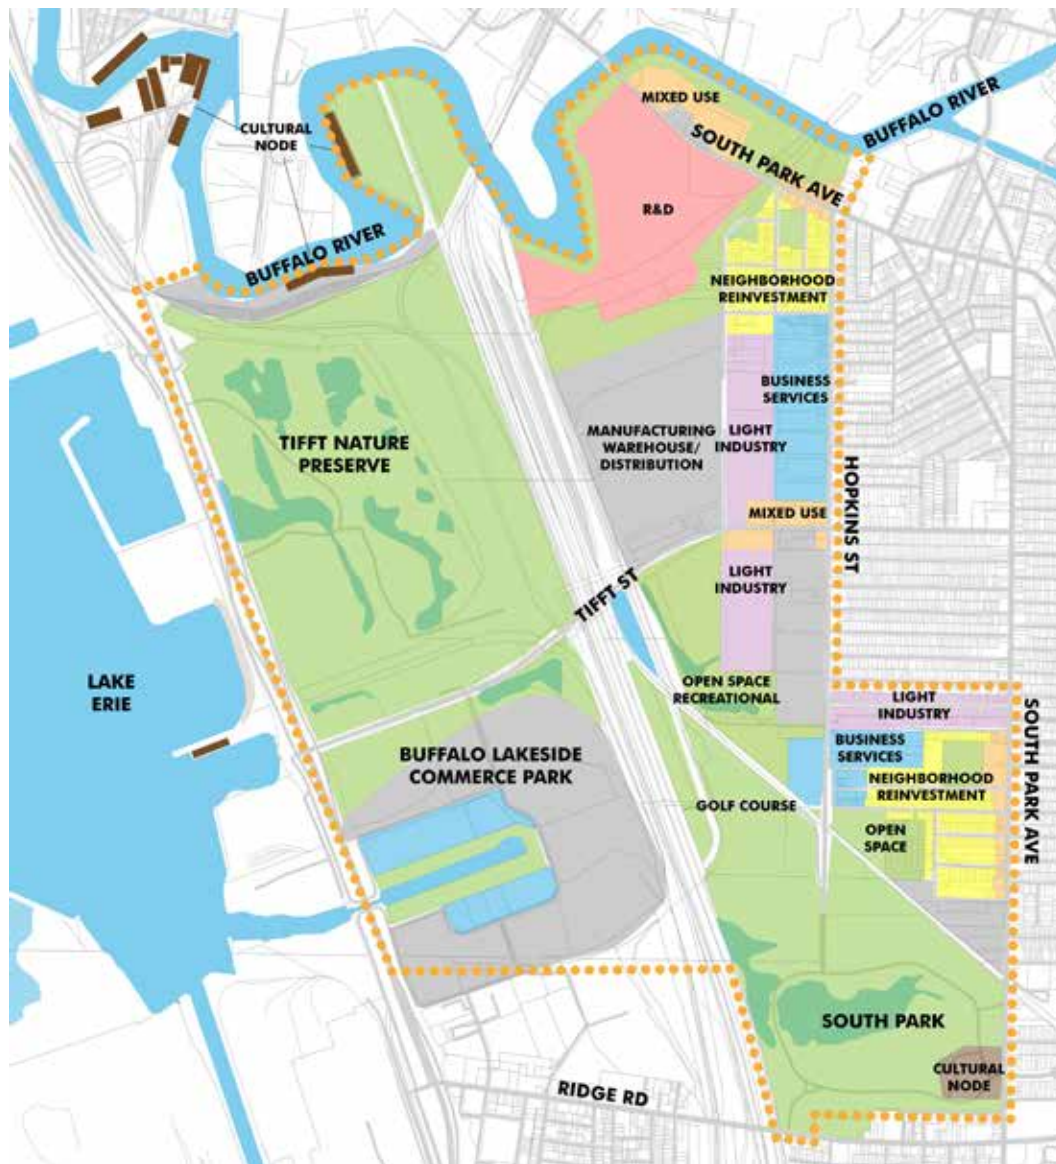 MIXED USE
BUFFALO RIVER
CULTURAL
NODE
SOUTH PARK AVE
R&D
BUFFALO RIVER
NEIGHBORHOOD
REINVESTMENT
BUSINESS
SERVICES
TIFFT NATURE
PRESERVE
MANUFACTURING
WAREHOUSE/
DISTRIBUTION
LIGHT
INDUSTRY
HOPKINS ST
MIXED USE
TIFFT ST
LIGHT
INDUSTRY
LAKE
ERIE
OPEN SPACE
RECREATIONAL
LIGHT
INDUSTRY
SOUTH PARK AVE
BUFFALO LAKESIDE
COMMERCE PARK
BUSINESS
SERVICES
NEIGHBORHOOD
REINVESTMENT
GOLF COURSE
OPEN
SPACE
SOUTH PARK
CULTURAL
NODE
RIDGE RD